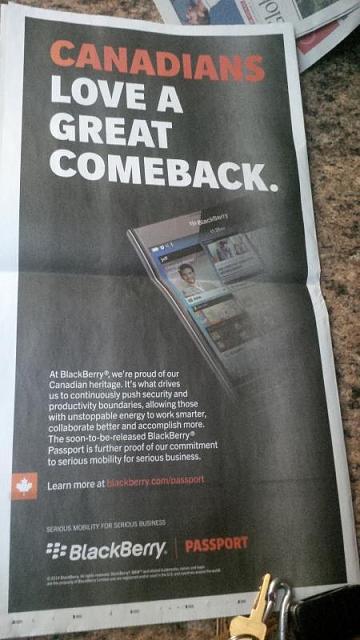 CANADIANS
LOVE A
GREAT
COMEBACK.
BlackBerry
At BlackBerry®, we're proud of our
Canadian heritage. It's what drives
us to continuously push security and
productivity boundaries, allowing those
with unstoppable energy to work smarter,
collaborate better and accomplish more.
The soon-to-be-released BlackBerry®
Passport is further proof of our commitment
to serious mobility for serious business.
Learn more at blackberry.com/passport
SERIOUS MOBILITY FOR SERIOUS BUSINESS
BlackBerry. | PASSPORT